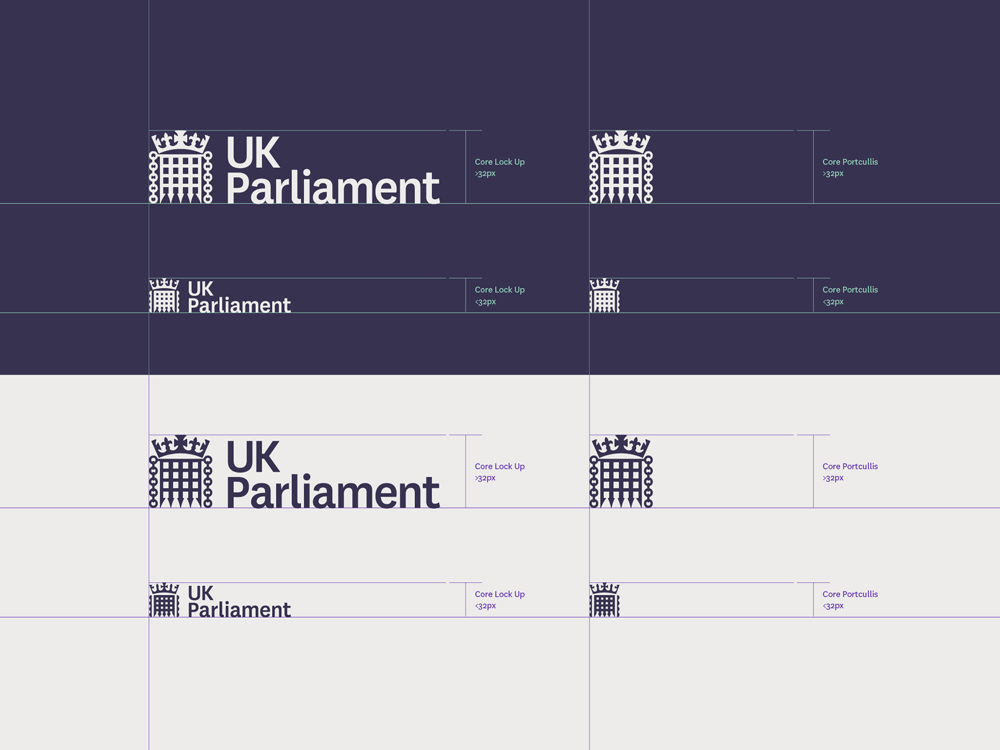 UK
Parliament
Core Lock Up
>32px
Core Portcullis
>32px
UK
Parliament
Core Lock Up
<32px
Core Portcullis
<32px
UK
Parliament
Core Lock Up
>32px
Core Portcullis
>32px
UK
Parliament
Core Lock Up
<32px
Core Portcullis
<32px